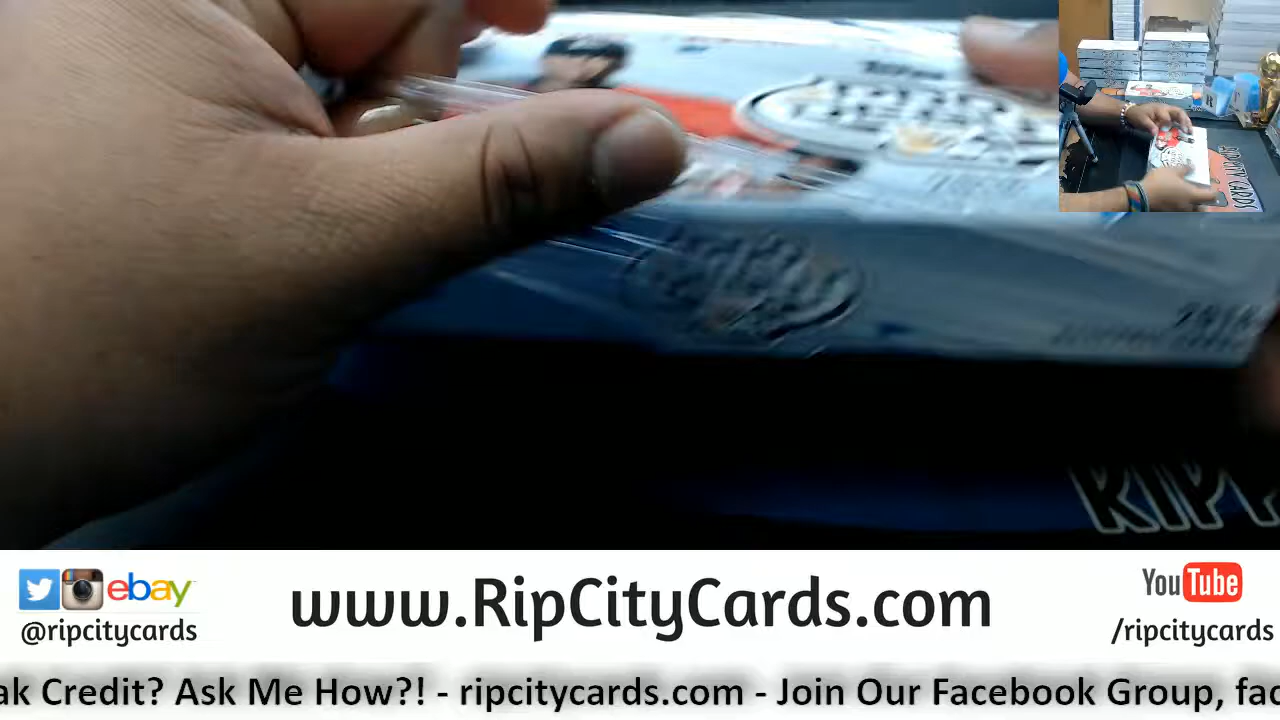 RIPP
ebay
@ripcitycards
www.RipCityCards.com
YouTube
/ripcitycards
ak Credit? Ask Me How?! - ripcitycards.com - Join Our Facebook Group, fac